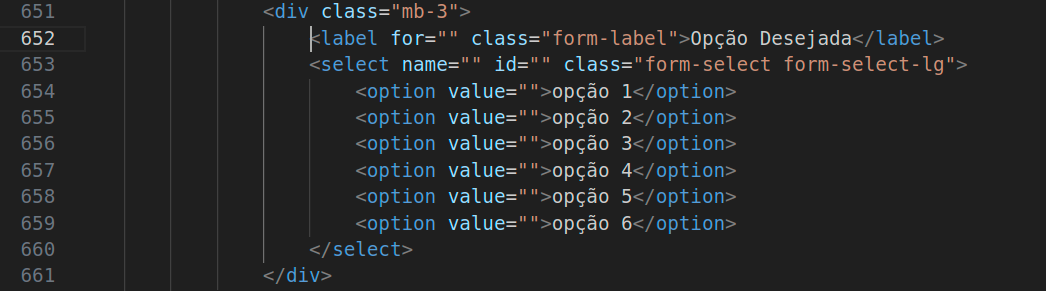 651 <div class="mb-3">
652 <label for="" class="form-label">Opção Desejada</label>
653 <select name="" id="" class="form-select form-select-lg">
654 <option value="">opção 1</option>
655 <option value="">opção 2</option>
656 <option value="">opção 3</option>
657 <option value="">opção 4</option>
658 <option value="">opção 5</option>
659 <option value="">opção 6</option>
660 </select>
661 </div>